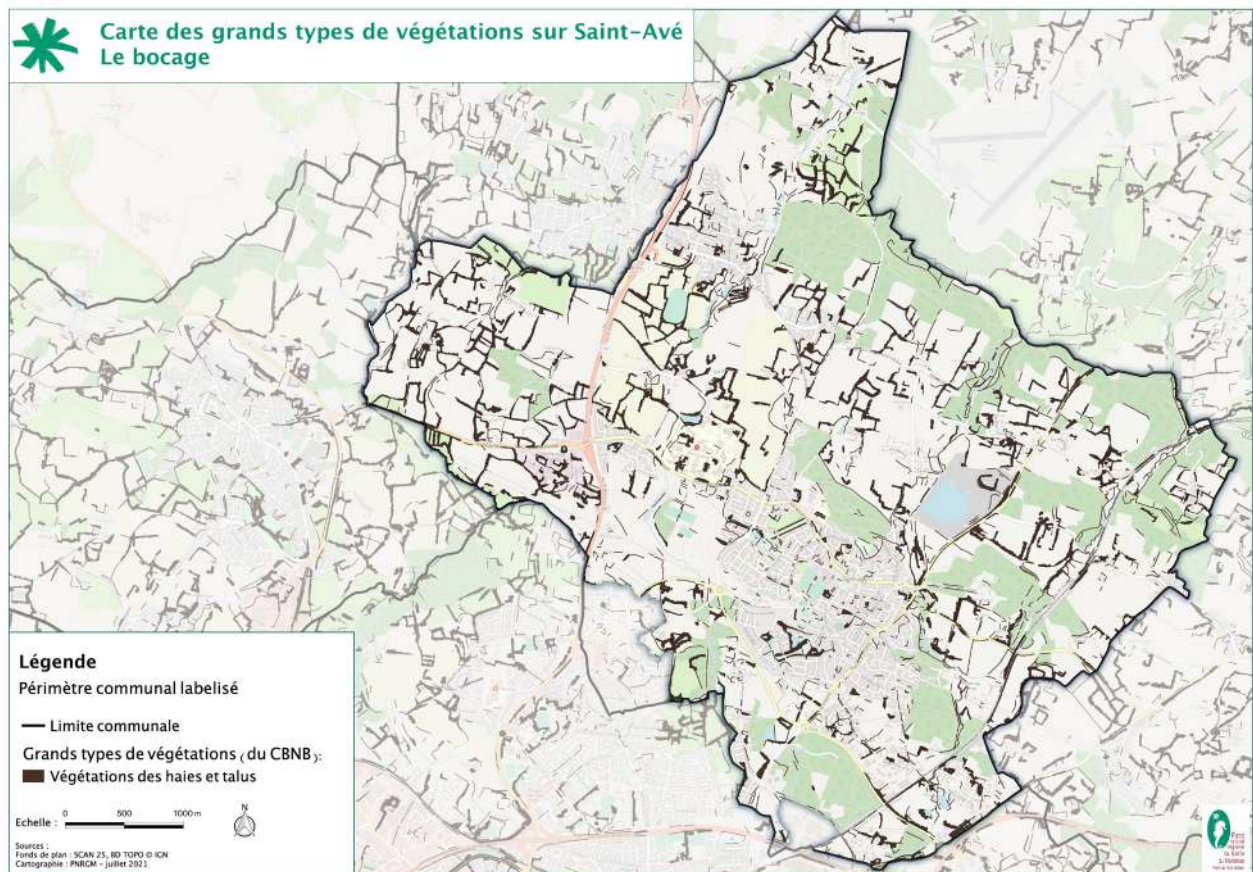 Carte des grands types de végétations sur Saint-Avé
Le bocage
Légende
Périmètre communal labelisé
Limite communale
Grands types de végétations (du CBNB):
Végétations des haies et talus
Echelle :
0 500 1000 m
N
Sources :
Fonds de plan : SCAN 25, BD TOPO © IGN
Cartographie : PNRGM - juillet 2021
Parc